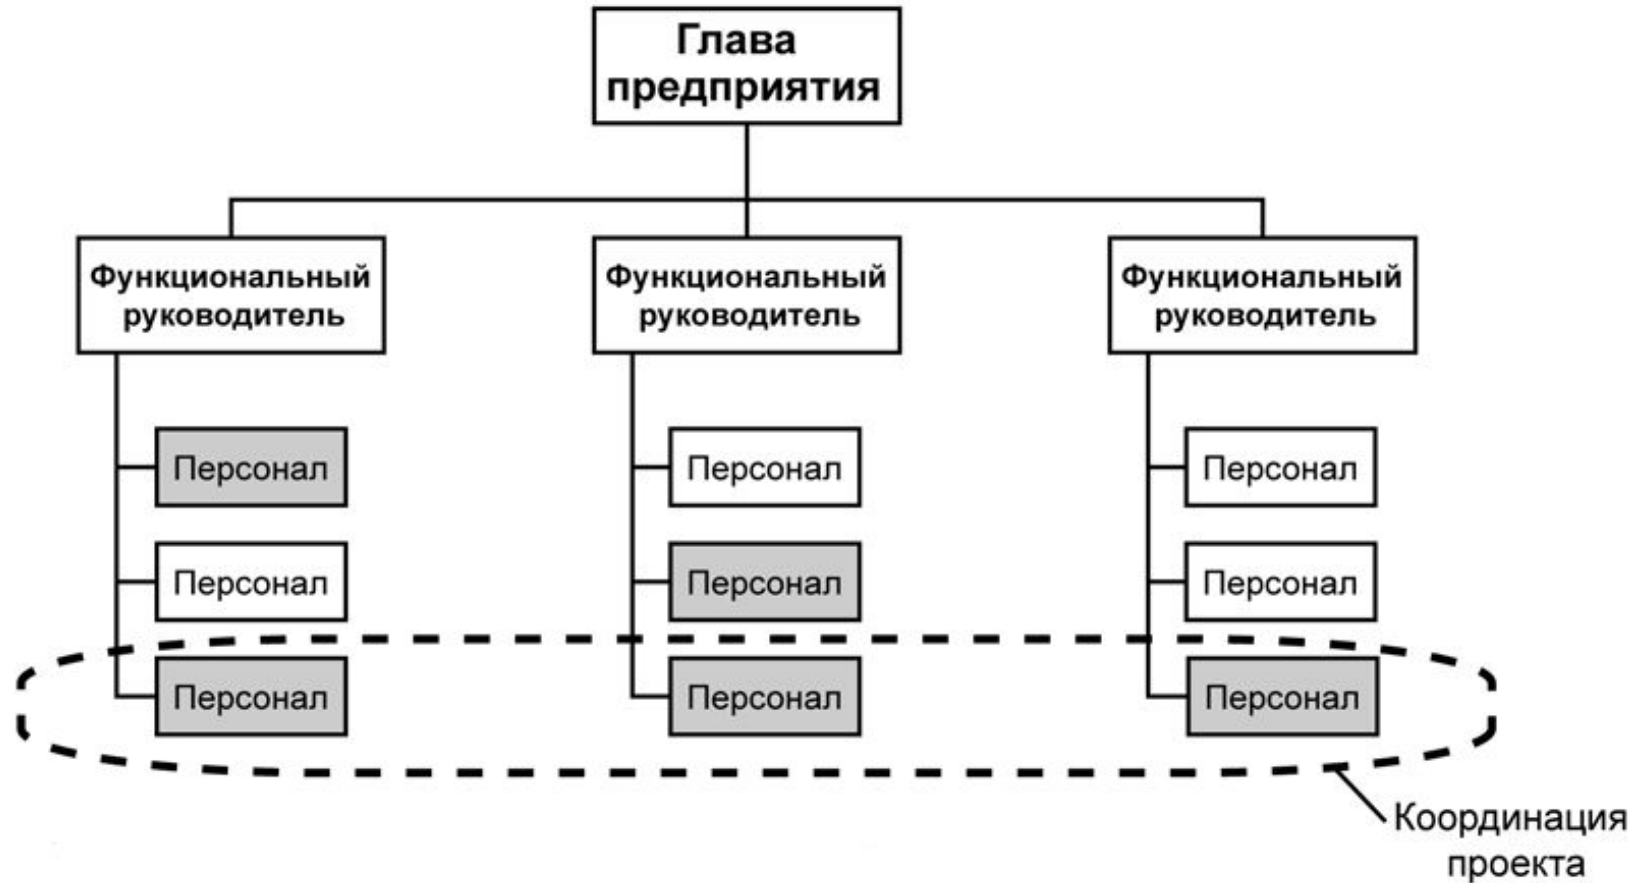 Глава
предприятия
Функциональный
руководитель
Функциональный
руководитель
Функциональный
руководитель
Персонал
Персонал
Персонал
Персонал
Персонал
Персонал
Персонал
Персонал
Персонал
Координация
проекта